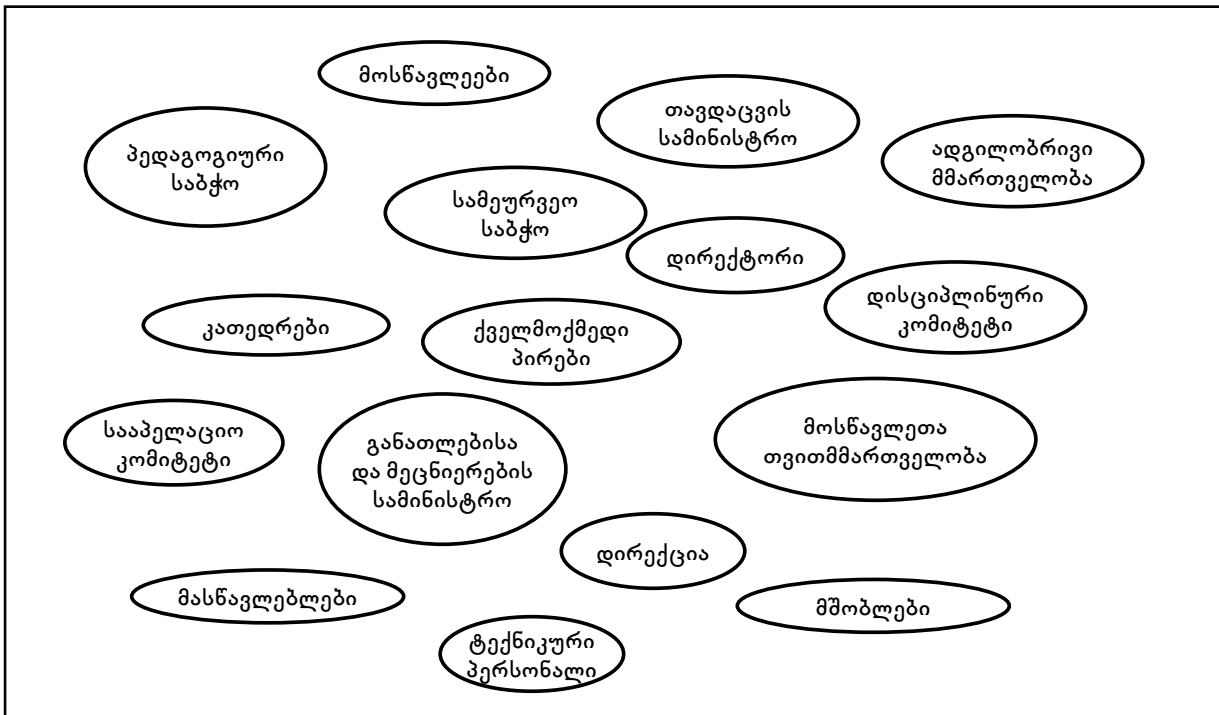 მოსწავლეები
თავდაცვის
სამინისტრო
პედაგოგიური
საბჭო
ადგილობრივი
მმართველობა
სამეურვეო
საბჭო
დირექტორი
დისციპლინური
კომიტეტი
კათედრები
ქველმოქმედი
პირები
სააპელაციო
კომიტეტი
განათლებისა
და მეცნიერების
სამინისტრო
მოსწავლეთა
თვითმმართველობა
დირექცია
მასწავლებლები
მშობლები
ტექნიკური
პერსონალი